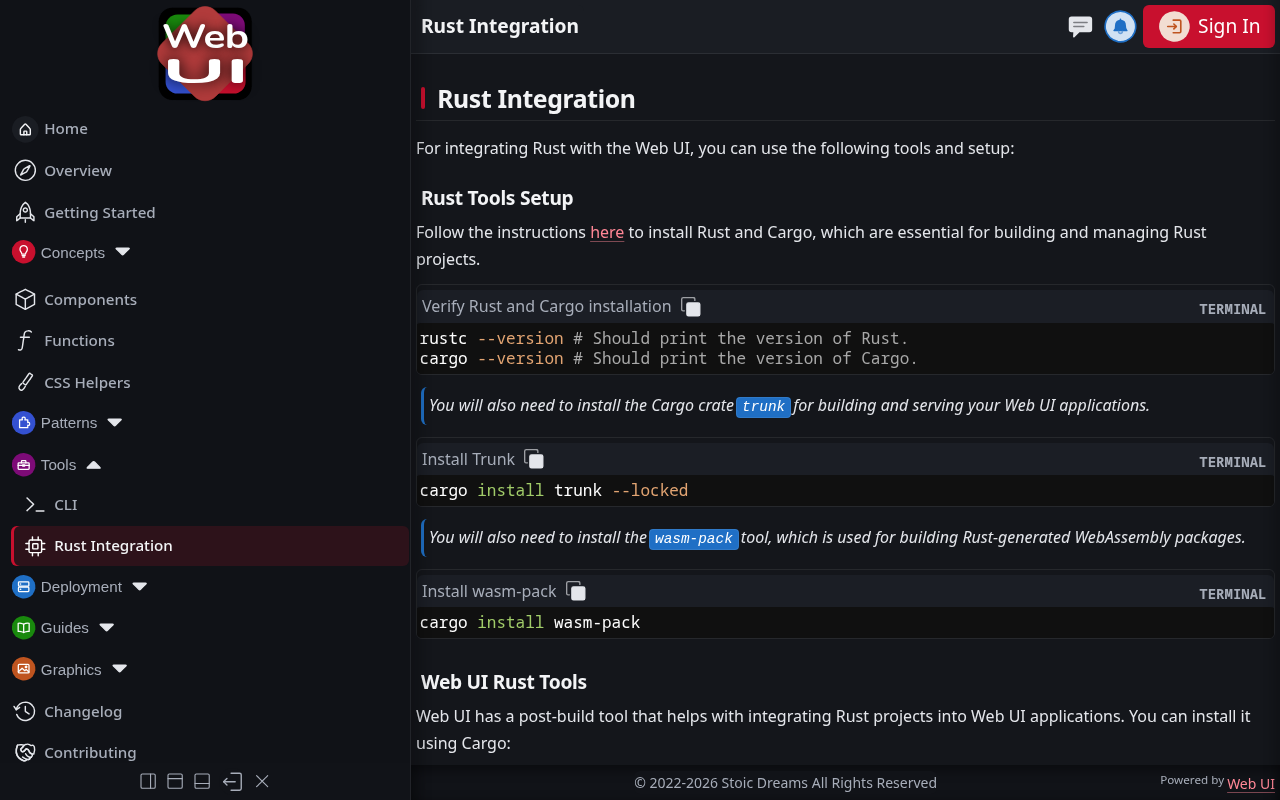 Web
UI
Home
Overview
Getting Started
Concepts
Components
Functions
CSS Helpers
Patterns
Tools
CLI
Rust Integration
Deployment
Guides
Graphics
Changelog
Contributing
Rust Integration
Sign In
Rust Integration
For integrating Rust with the Web UI, you can use the following tools and setup:
Rust Tools Setup
Follow the instructions here to install Rust and Cargo, which are essential for building and managing Rust
projects.
Verify Rust and Cargo installation
TERMINAL
rustc --version # Should print the version of Rust.
cargo --version # Should print the version of Cargo.
You will also need to install the Cargo crate trunk for building and serving your Web UI applications.
Install Trunk
TERMINAL
cargo install trunk --locked
You will also need to install the wasm-pack tool, which is used for building Rust-generated WebAssembly packages.
Install wasm-pack
TERMINAL
cargo install wasm-pack
Web UI Rust Tools
Web UI has a post-build tool that helps with integrating Rust projects into Web UI applications. You can install it
using Cargo:
© 2022-2026 Stoic Dreams All Rights Reserved
Powered by Web UI